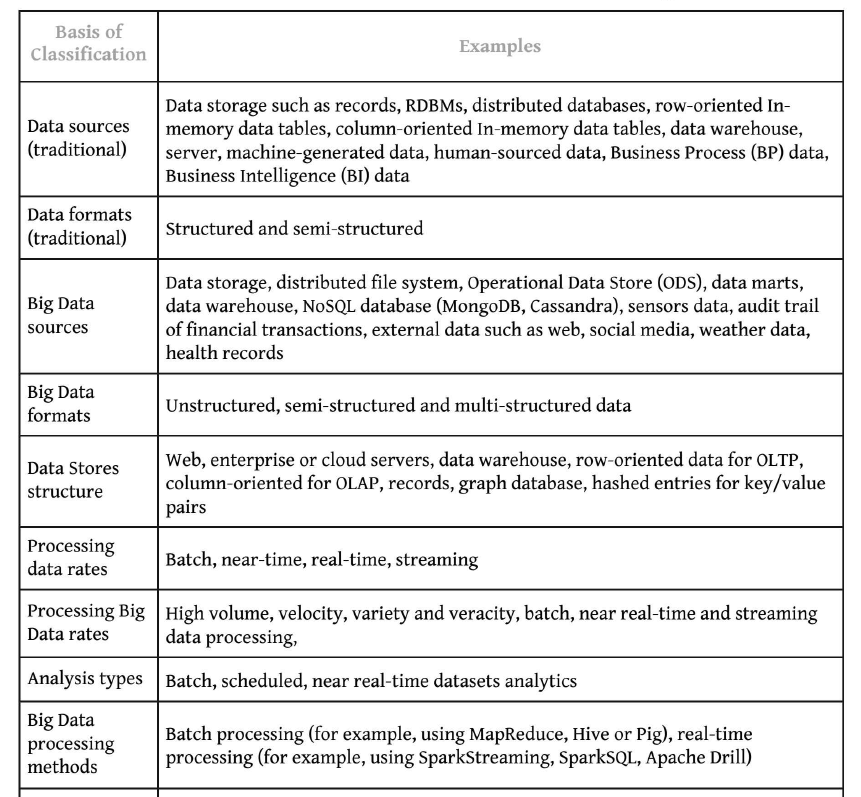 Basis of
Classification
Examples
Data sources
(traditional)
Data storage such as records, RDBMs, distributed databases, row-oriented In-
memory data tables, column-oriented In-memory data tables, data warehouse,
server, machine-generated data, human-sourced data, Business Process (BP) data,
Business Intelligence (BI) data
Data formats
(traditional)
Structured and semi-structured
Big Data
sources
Data storage, distributed file system, Operational Data Store (ODS), data marts,
data warehouse, NoSQL database (MongoDB, Cassandra), sensors data, audit trail
of financial transactions, external data such as web, social media, weather data,
health records
Big Data
formats
Unstructured, semi-structured and multi-structured data
Data Stores
structure
Web, enterprise or cloud servers, data warehouse, row-oriented data for OLTP,
column-oriented for OLAP, records, graph database, hashed entries for key/value
pairs
Processing
data rates
Batch, near-time, real-time, streaming
Processing Big
Data rates
High volume, velocity, variety and veracity, batch, near real-time and streaming
data processing,
Analysis types
Batch, scheduled, near real-time datasets analytics
Big Data
processing
methods
Batch processing (for example, using MapReduce, Hive or Pig), real-time
processing (for example, using SparkStreaming, SparkSQL, Apache Drill)